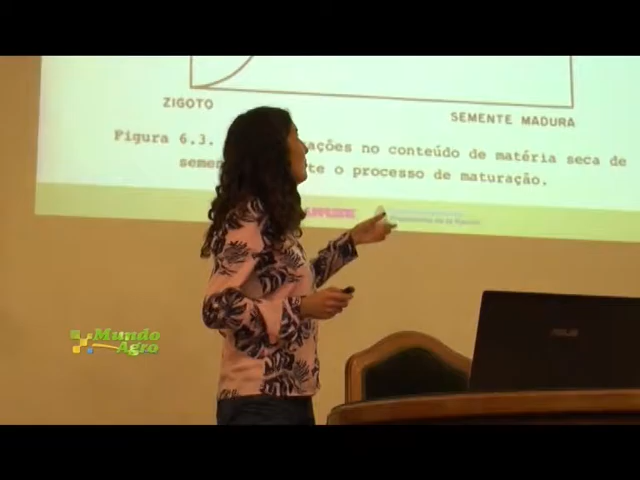 ZIGOTO
SEMENTE MADURA
Figura 6.3. ações no conteúdo de matéria seca de
seme te o processo de maturação.
Mundo
Agro
ASUS